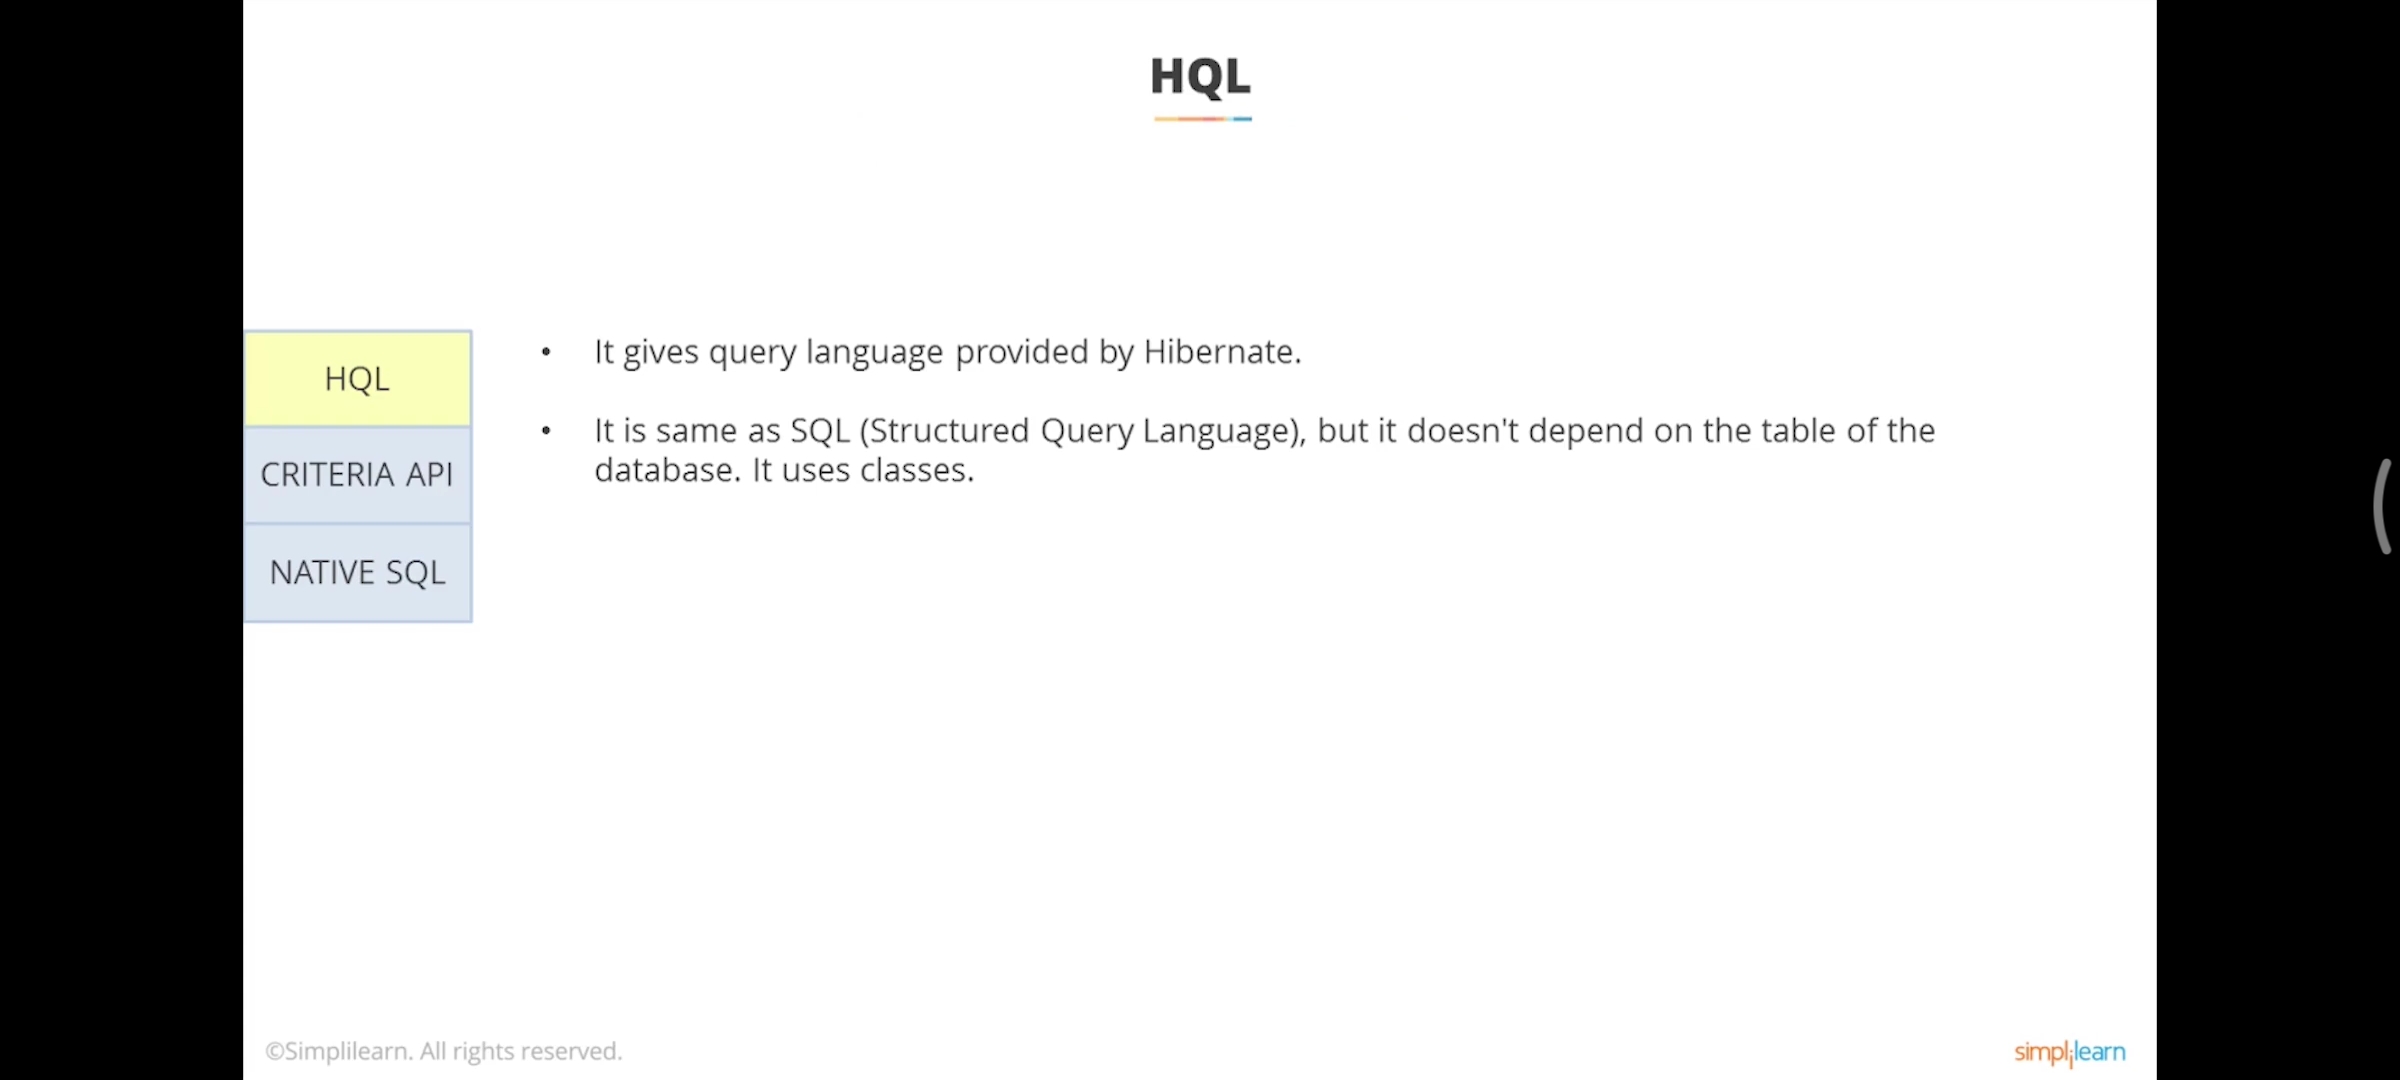 HQL
HQL
CRITERIA API
NATIVE SQL
• It gives query language provided by Hibernate.
• It is same as SQL (Structured Query Language), but it doesn't depend on the table of the
database. It uses classes.
©Simplilearn. All rights reserved.
simplilearn